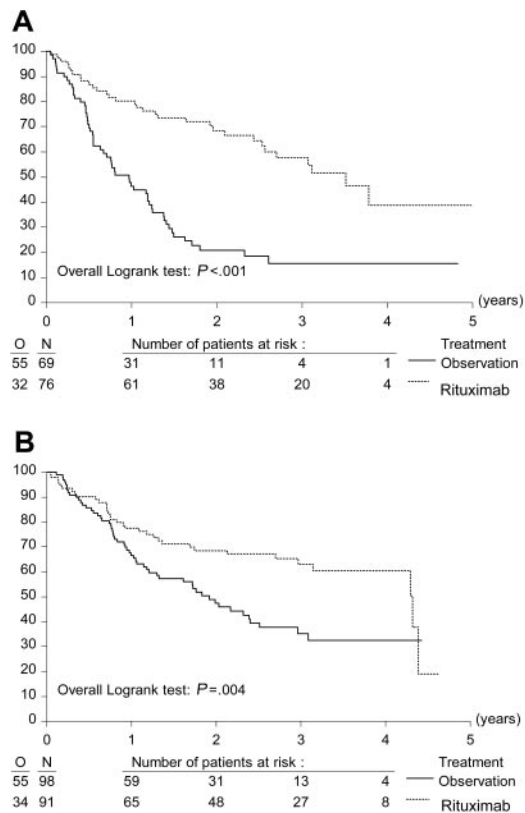 A
100
90
80
70
60
50
40
30
20
10
0
Overall Logrank test: P<.001
0 1 2 3 4 5 (years)
O N Number of patients at risk : Treatment
55 69 31 11 4 1 Observation
32 76 61 38 20 4 Rituximab
B
100
90
80
70
60
50
40
30
20
10
0
Overall Logrank test: P=.004
0 1 2 3 4 5 (years)
O N Number of patients at risk : Treatment
55 98 59 31 13 4 Observation
34 91 65 48 27 8 Rituximab